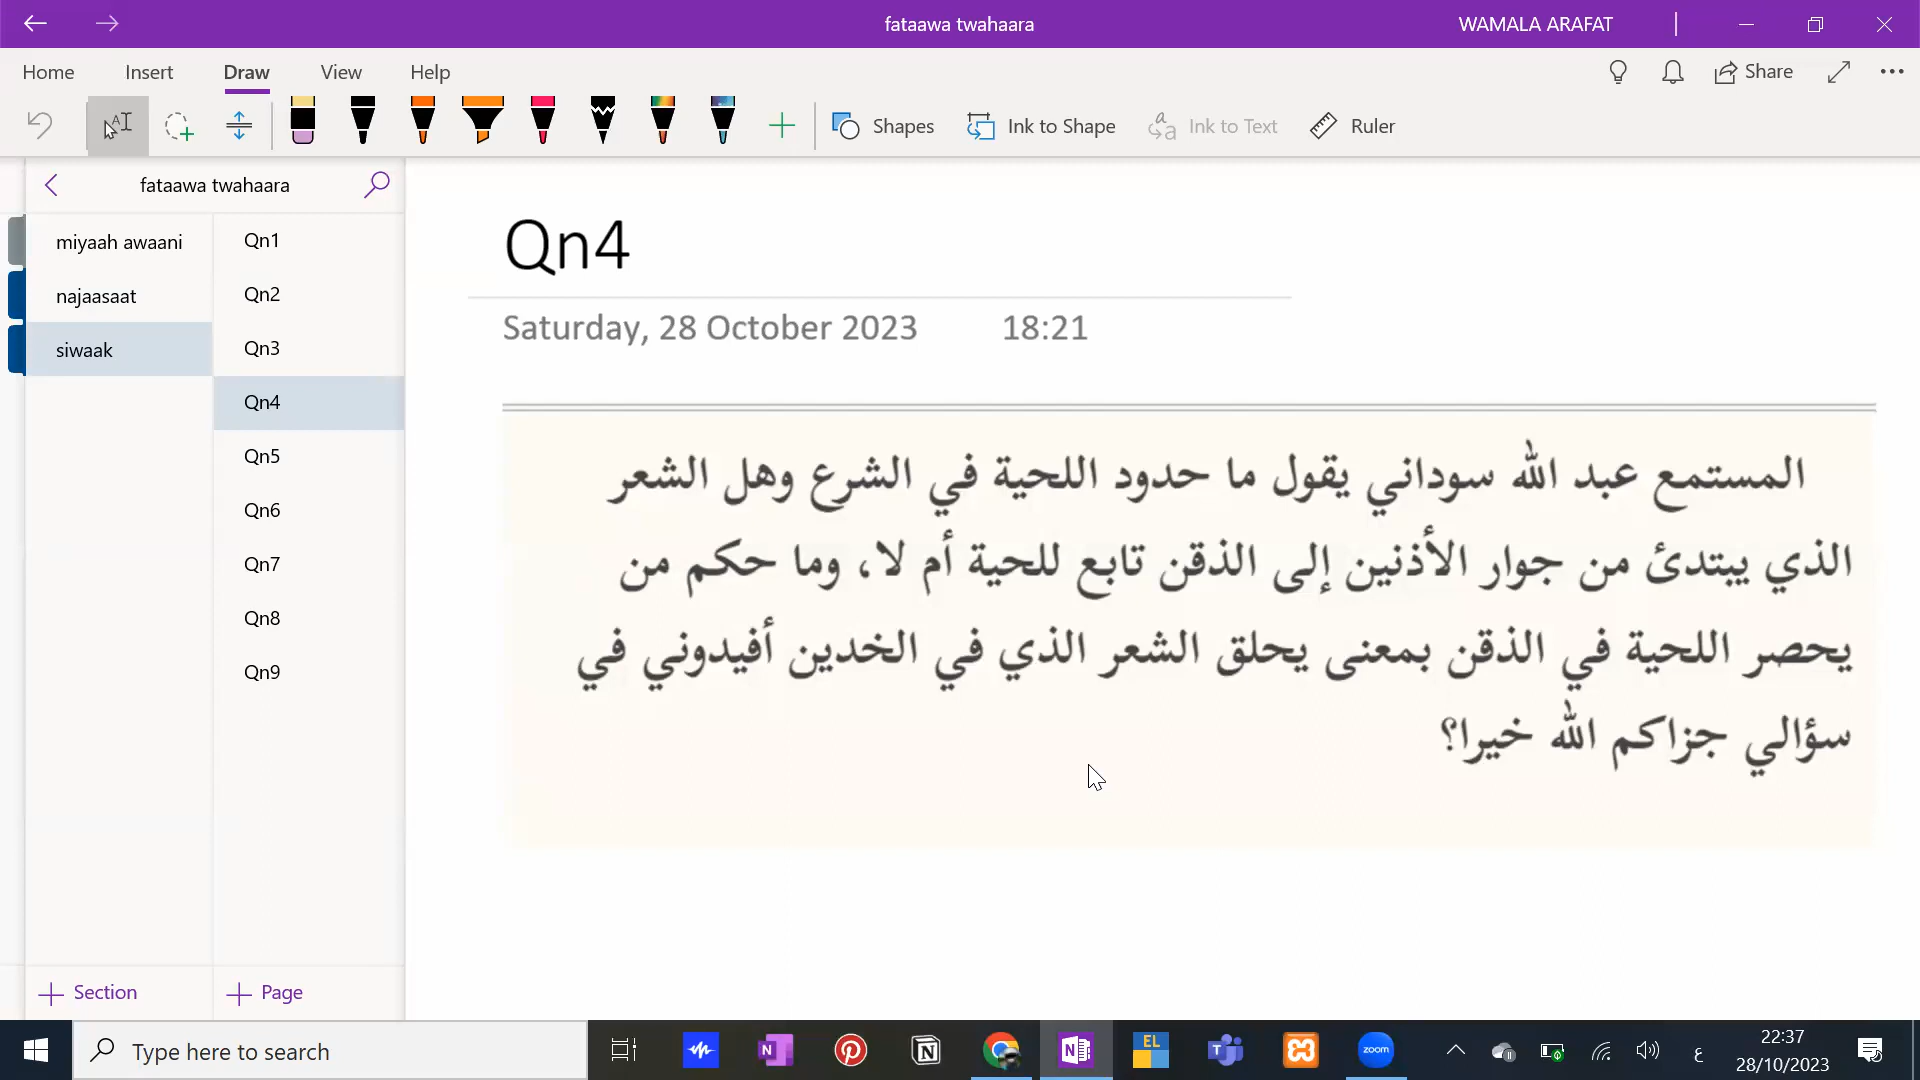 fataawa twahaara
WAMALA ARAFAT
Home Insert Draw View Help
Share
Shapes Ink to Shape Ink to Text Ruler
fataawa twahaara
miyaah awaani
najaasaat
siwaak
Qn1
Qn2
Qn3
Qn4
Qn5
Qn6
Qn7
Qn8
Qn9
Section
Page
Qn4
Saturday, 28 October 2023 18:21
المستمع عبد الله سوداني يقول ما حدود اللحية في الشرع وهل الشعر
الذي يبتدئ من جوار الأذنين إلى الذقن تابع للحية أم لا، وما حكم من
يحصر اللحية في الذقن بمعنى يحلق الشعر الذي في الخدين أفيدوني في
سؤالي جزاكم الله خيرا؟
Type here to search
EL
zoom
ع
22:37
28/10/2023